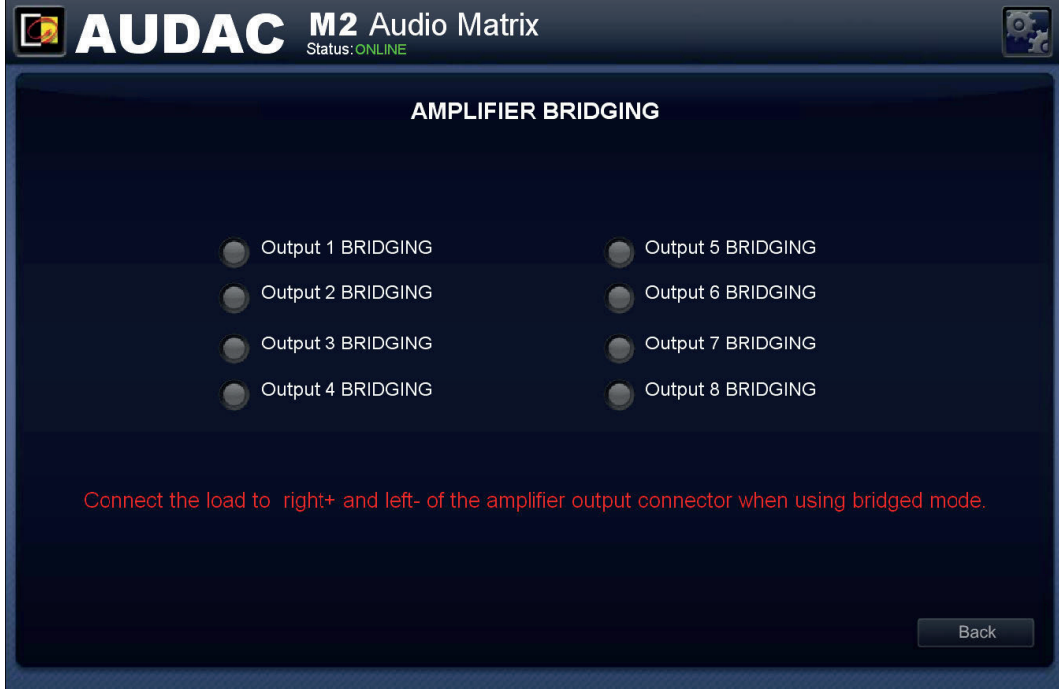 AUDAC M2 Audio Matrix
Status:ONLINE
AMPLIFIER BRIDGING
Output 1 BRIDGING
Output 2 BRIDGING
Output 3 BRIDGING
Output 4 BRIDGING
Output 5 BRIDGING
Output 6 BRIDGING
Output 7 BRIDGING
Output 8 BRIDGING
Connect the load to right+ and left- of the amplifier output connector when using bridged mode.
Back